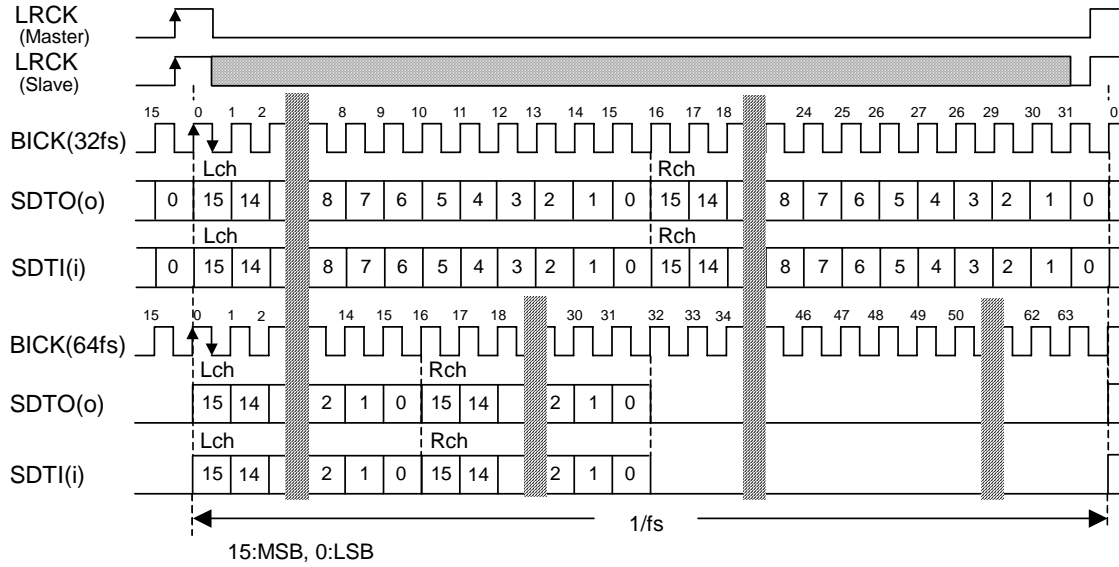 LRCK
(Master)
LRCK
(Slave)
15 0 1 2 8 9 10 11 12 13 14 15 16 17 18 24 25 26 27 26 29 30 31 0
BICK(32fs)
Lch Rch
SDTO(o) 0 15 14 8 7 6 5 4 3 2 1 0 15 14 8 7 6 5 4 3 2 1 0
Lch Rch
SDTI(i) 0 15 14 8 7 6 5 4 3 2 1 0 15 14 8 7 6 5 4 3 2 1 0
15 0 1 2 14 15 16 17 18 30 31 32 33 34 46 47 48 49 50 62 63
BICK(64fs)
Lch Rch
SDTO(o) 15 14 2 1 0 15 14 2 1 0
Lch Rch
SDTI(i) 15 14 2 1 0 15 14 2 1 0
1/fs
15:MSB, 0:LSB